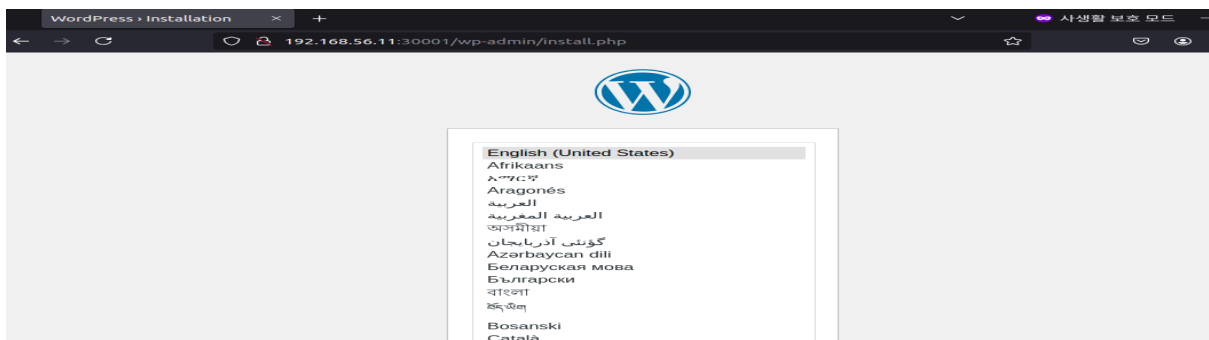 WordPress › Installation
사생활 보호 모드
192.168.56.11:30001/wp-admin/install.php
English (United States)
Afrikaans
አማርኛ
Aragonés
العربية
العربية المغربية
অসমীয়া
گؤنئی آذربایجان
Azərbaycan dili
Беларуская мова
Български
বাংলা
བོད་ཡིག
Bosanski
Català